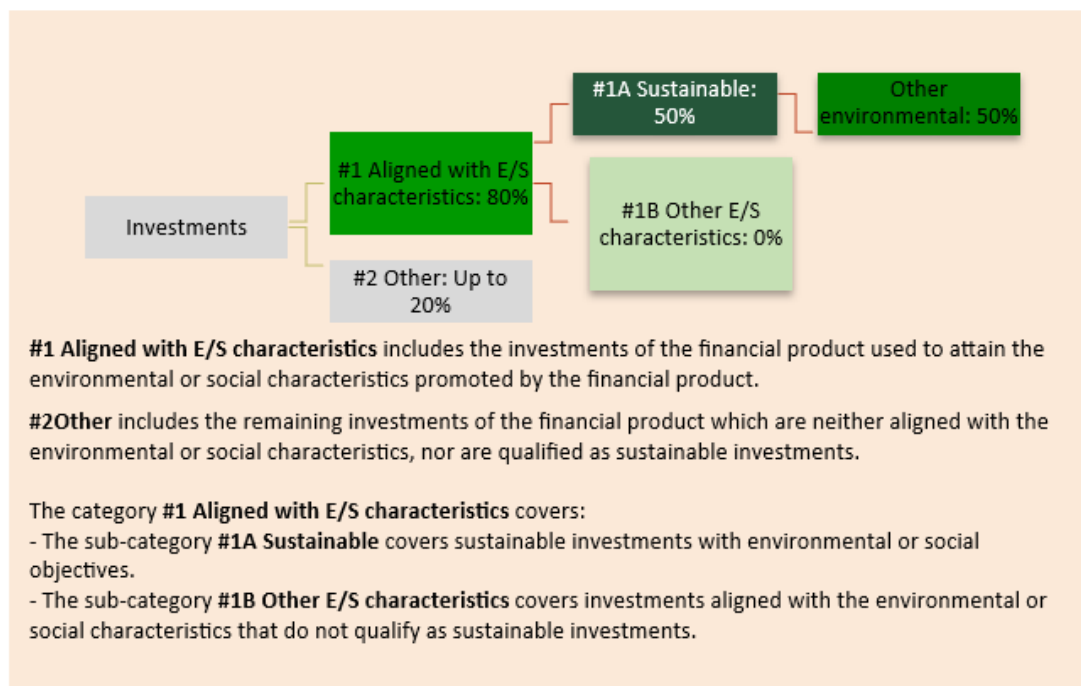 #1A Sustainable:
50%
Other
environmental: 50%
#1 Aligned with E/S
characteristics: 80%
Investments
#1B Other E/S
characteristics: 0%
#2 Other: Up to
20%
#1 Aligned with E/S characteristics includes the investments of the financial product used to attain the
environmental or social characteristics promoted by the financial product.
#2Other includes the remaining investments of the financial product which are neither aligned with the
environmental or social characteristics, nor are qualified as sustainable investments.
The category #1 Aligned with E/S characteristics covers:
- The sub-category #1A Sustainable covers sustainable investments with environmental or social
objectives.
- The sub-category #1B Other E/S characteristics covers investments aligned with the environmental or
social characteristics that do not qualify as sustainable investments.